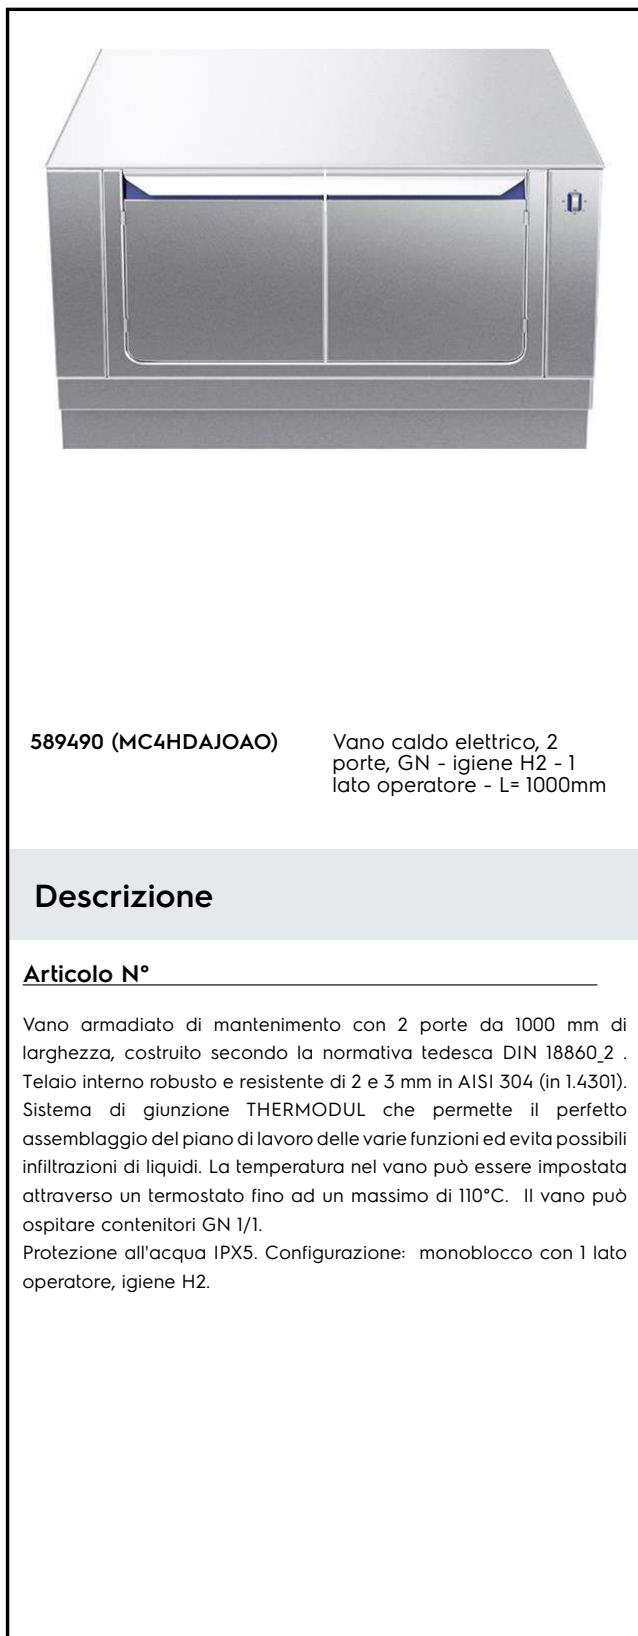 589490 (MC4HDAJOAO)
Vano caldo elettrico, 2
porte, GN - igiene H2 - 1
lato operatore - L= 1000mm
Descrizione
Articolo N°
Vano armadiato di mantenimento con 2 porte da 1000 mm di
larghezza, costruito secondo la normativa tedesca DIN 18860_2 .
Telaio interno robusto e resistente di 2 e 3 mm in AISI 304 (in 1.4301).
Sistema di giunzione THERMODUL che permette il perfetto
assemblaggio del piano di lavoro delle varie funzioni ed evita possibili
infiltrazioni di liquidi. La temperatura nel vano può essere impostata
attraverso un termostato fino ad un massimo di 110°C. Il vano può
ospitare contenitori GN 1/1.
Protezione all'acqua IPX5. Configurazione: monoblocco con 1 lato
operatore, igiene H2.